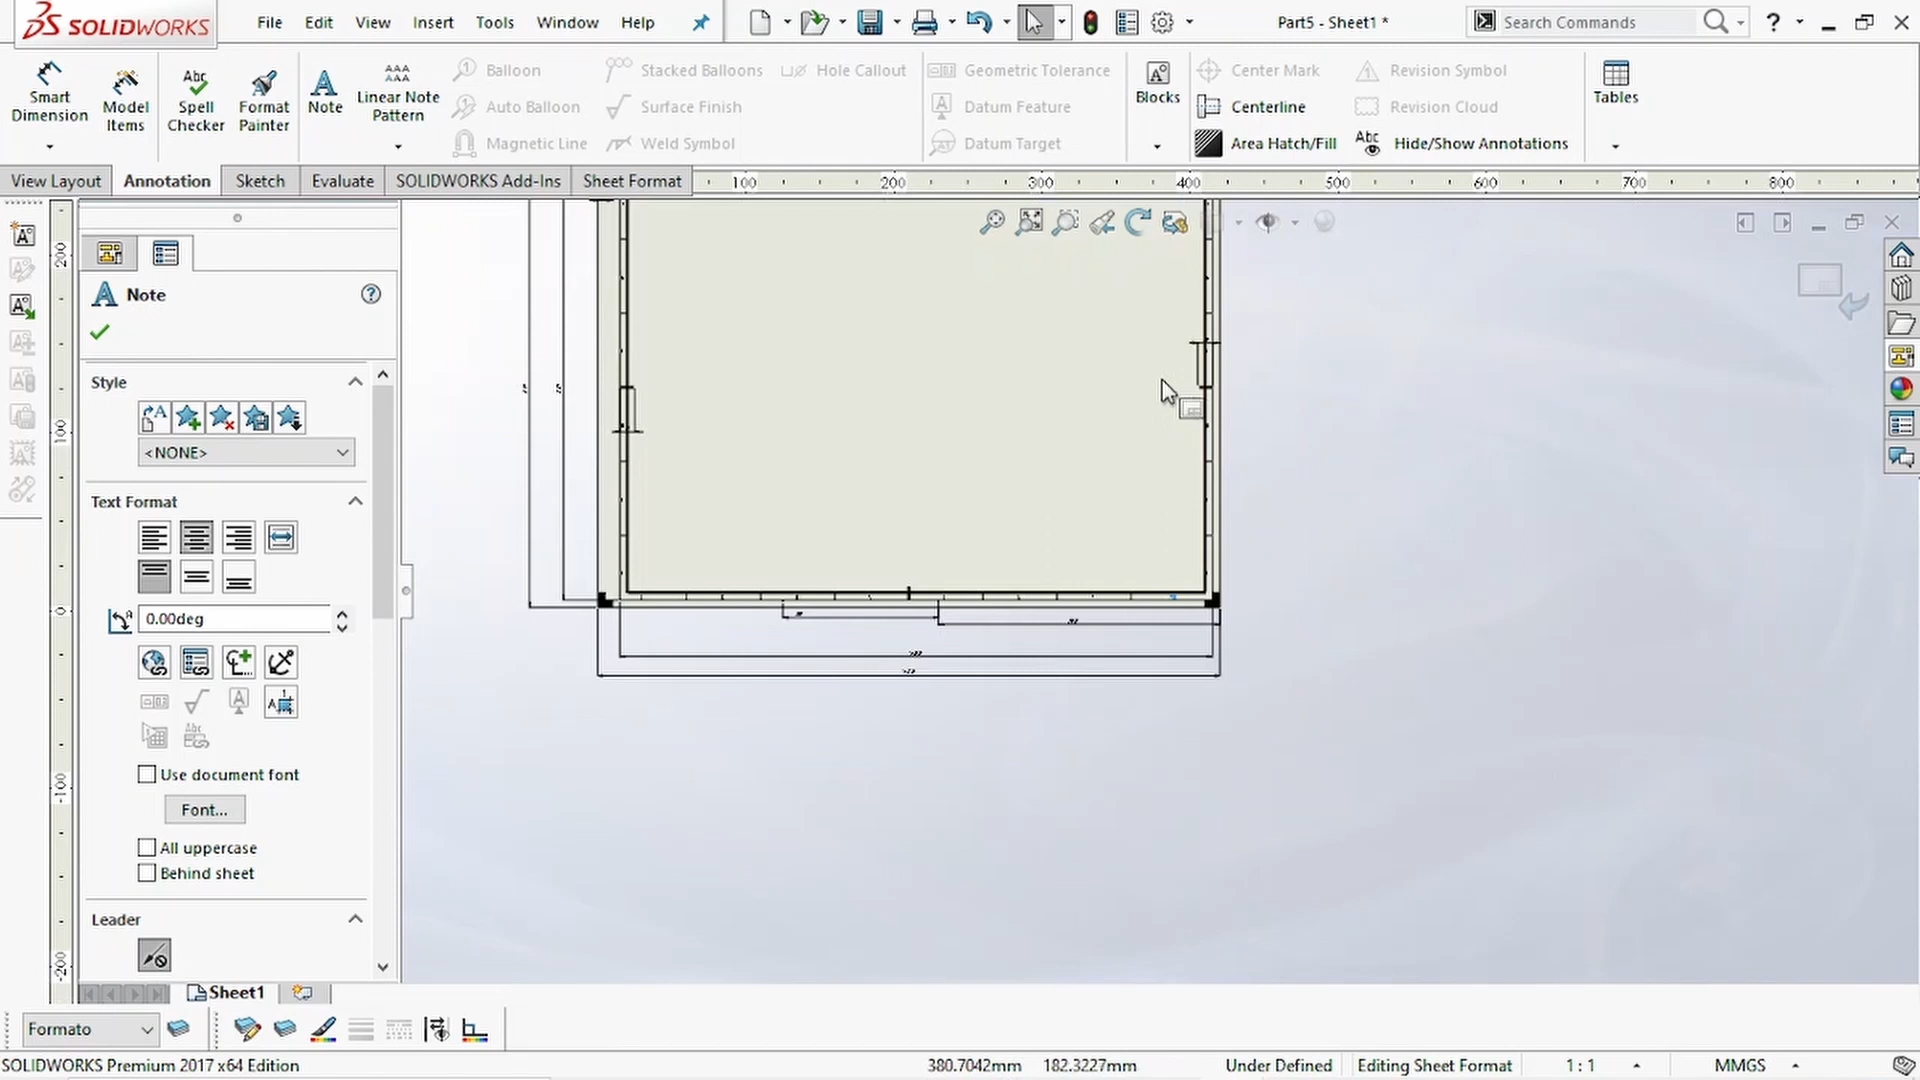 SOLIDWORKS
File Edit View Insert Tools Window Help
Part5 - Sheet1 *
Search Commands
Smart Dimension
Model Items
Spell Checker
Format Painter
Note
Linear Note Pattern
Balloon
Auto Balloon
Magnetic Line
Stacked Balloons
Surface Finish
Weld Symbol
Hole Callout
Geometric Tolerance
Datum Feature
Datum Target
Blocks
Center Mark
Centerline
Area Hatch/Fill
Revision Symbol
Revision Cloud
Hide/Show Annotations
Tables
View Layout Annotation Sketch Evaluate SOLIDWORKS Add-Ins Sheet Format
100 200 300 400 500 600 700 800
200
100
0
-100
-200
Note
Style
<NONE>
Text Format
0.00deg
Use document font
Font...
All uppercase
Behind sheet
Leader
Sheet1
Formato
SOLIDWORKS Premium 2017 x64 Edition
380.7042mm 182.3227mm Under Defined Editing Sheet Format 1 : 1 MMGS